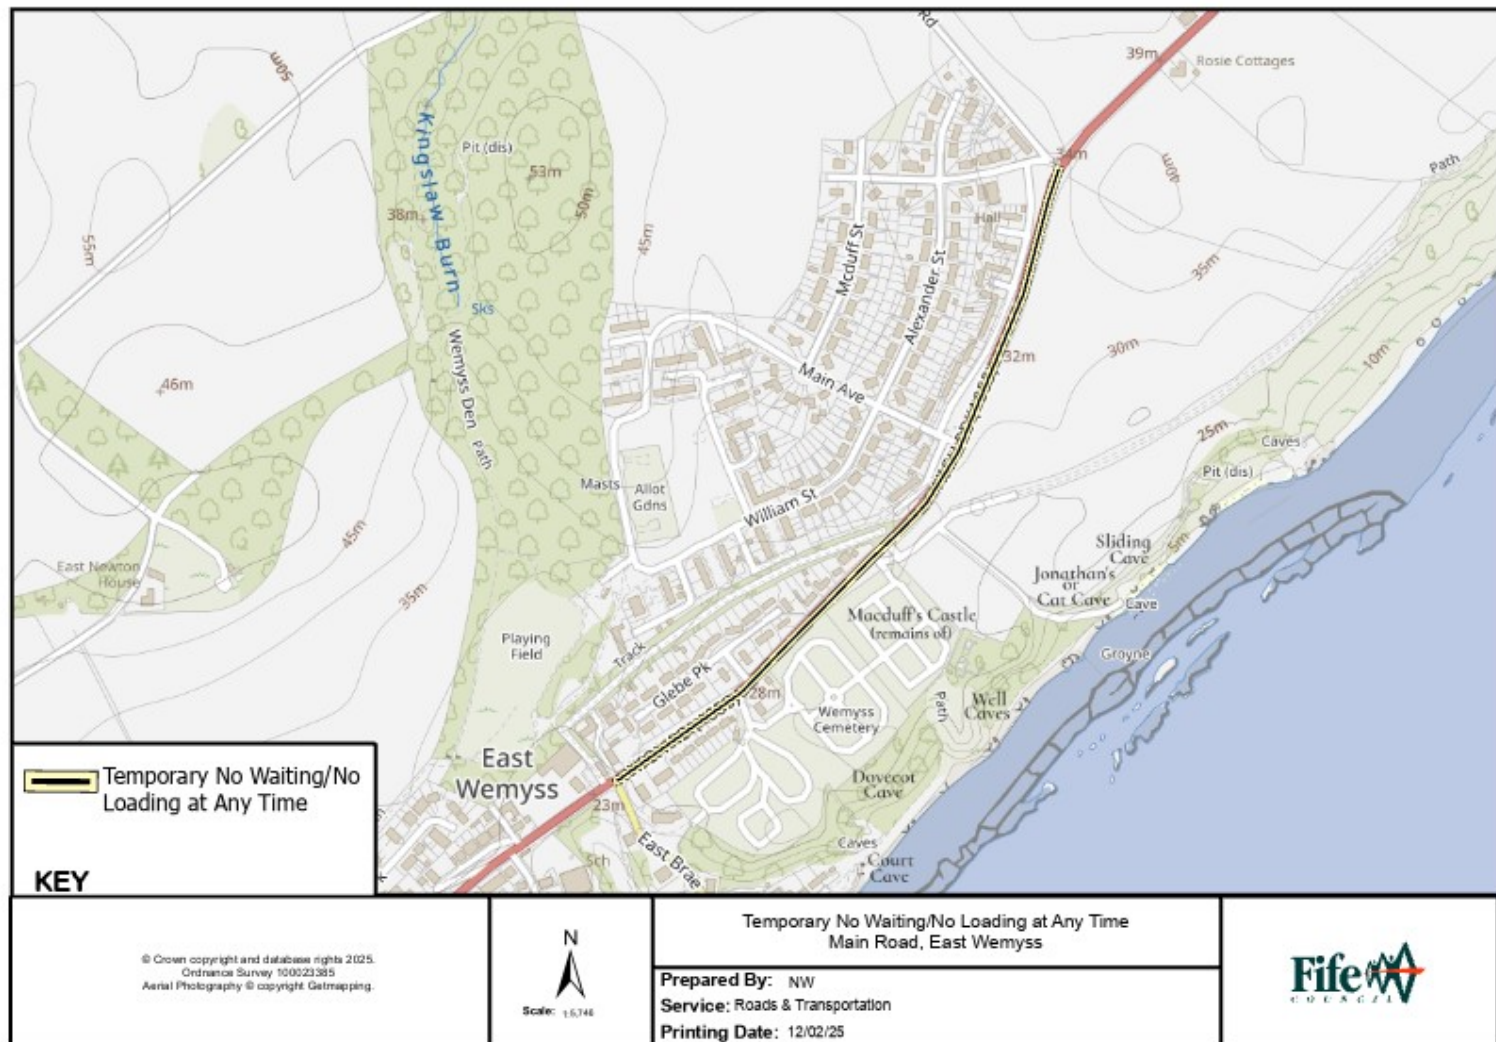 Rd
39m
Rosie Cottages
50m
Kingslaw Burn
Pit (dis)
53m
50m
38m
34m
40m
Path
55m
45m
Mcduff St
Hall
Alexander St
35m
Sks
Wemyss Den
Path
32m
30m
10m
46m
Main Ave
25m
Caves
Pit (dis)
Masts
Allot
Gdns
William St
45m
Sliding
Cave
5m
East Newton
House
35m
Jonathan's
or
Cat Cave
Cave
Macduff's Castle
(remains of)
Playing
Field
Track
Groyne
Glebe Pk
28m
Wemyss
Cemetery
Path
Well
Caves
East
Wemyss
Dovecot
Cave
23m
East Brae
Sch
Caves
Court
Cave
Temporary No Waiting/No
Loading at Any Time
KEY
© Crown copyright and database rights 2025.
Ordnance Survey 100023385
Aerial Photography © copyright Getmapping.
N
Scale:
Temporary No Waiting/No Loading at Any Time
Main Road, East Wemyss
Prepared By: NW
Service: Roads & Transportation
Printing Date: 12/02/25
Fife
COUNCIL